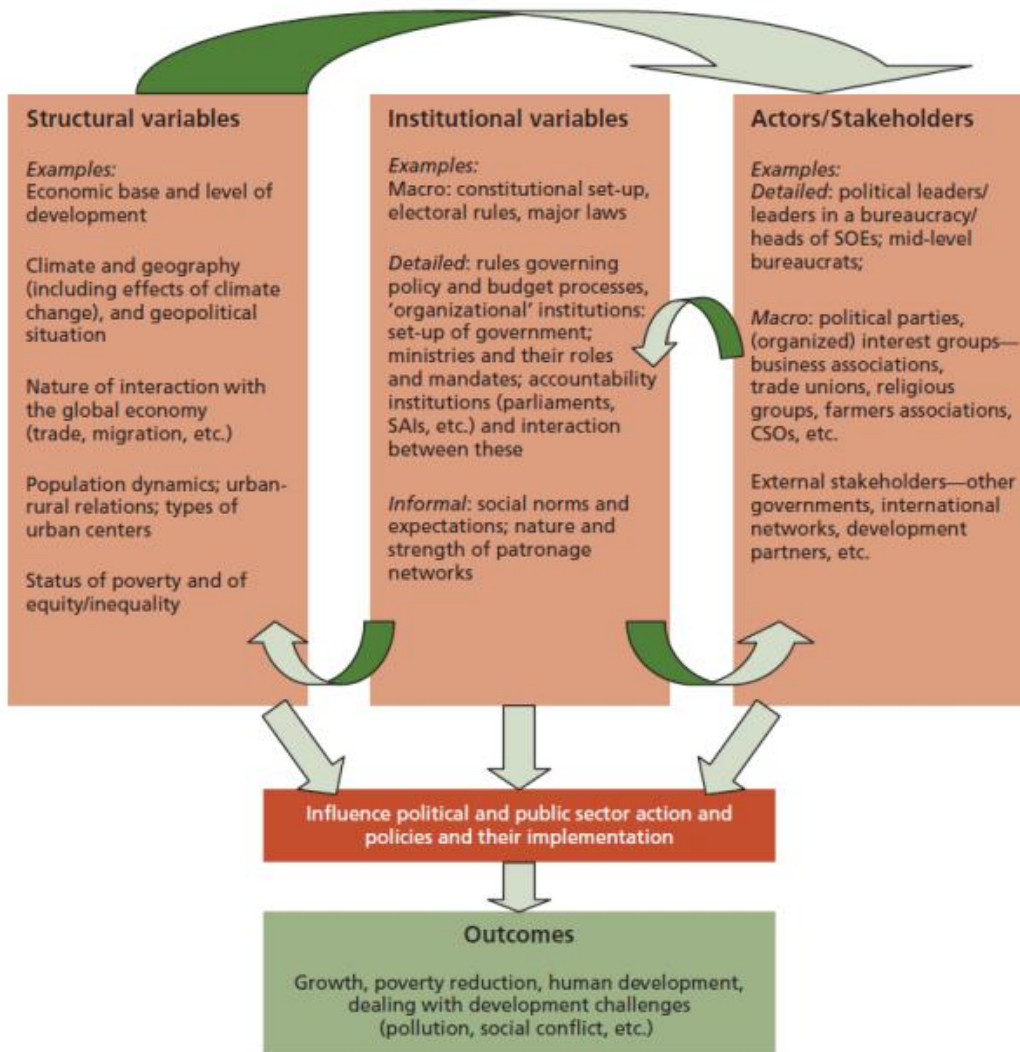 Structural variables
Examples:
Economic base and level of
development
Climate and geography
(including effects of climate
change), and geopolitical
situation
Nature of interaction with
the global economy
(trade, migration, etc.)
Population dynamics; urban-
rural relations; types of
urban centers
Status of poverty and of
equity/inequality
Institutional variables
Examples:
Macro: constitutional set-up,
electoral rules, major laws
Detailed: rules governing
policy and budget processes,
‘organizational’ institutions:
set-up of government;
ministries and their roles
and mandates; accountability
institutions (parliaments,
SAIs, etc.) and interaction
between these
Informal: social norms and
expectations; nature and
strength of patronage
networks
Actors/Stakeholders
Examples:
Detailed: political leaders/
leaders in a bureaucracy/
heads of SOEs; mid-level
bureaucrats;
Macro: political parties,
(organized) interest groups—
business associations,
trade unions, religious
groups, farmers associations,
CSOs, etc.
External stakeholders—other
governments, international
networks, development
partners, etc.
Influence political and public sector action and
policies and their implementation
Outcomes
Growth, poverty reduction, human development,
dealing with development challenges
(pollution, social conflict, etc.)